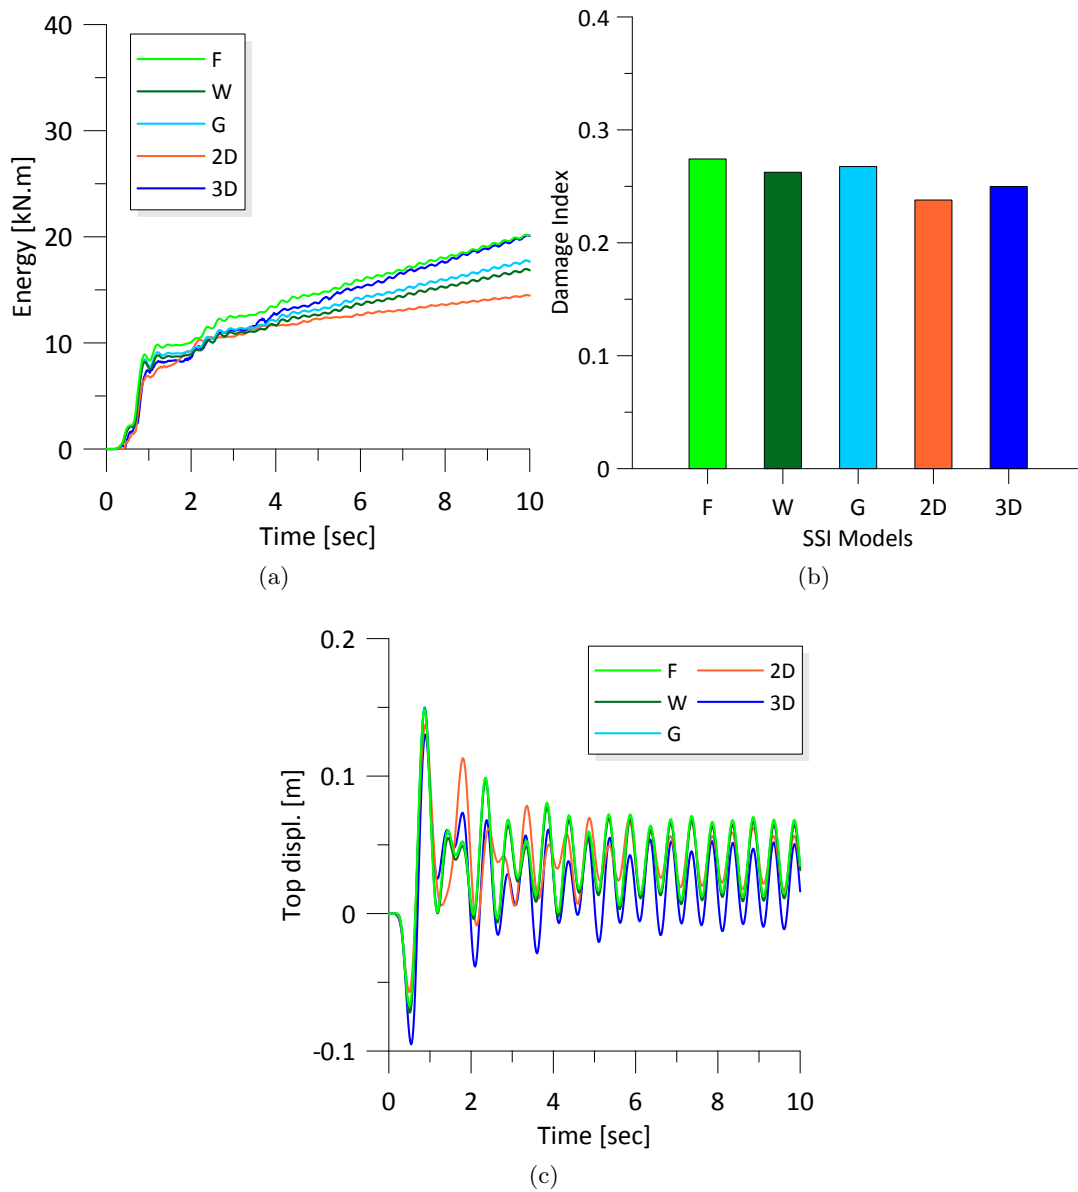 40
30
20
10
0
Energy [kN.m]
F
W
G
2D
3D
0 2 4 6 8 10
Time [sec]
(a)
0.4
0.3
0.2
0.1
0
Damage Index
F W G 2D 3D
SSI Models
(b)
0.2
0.1
0
-0.1
Top displ. [m]
F 2D
W 3D
G
0 2 4 6 8 10
Time [sec]
(c)